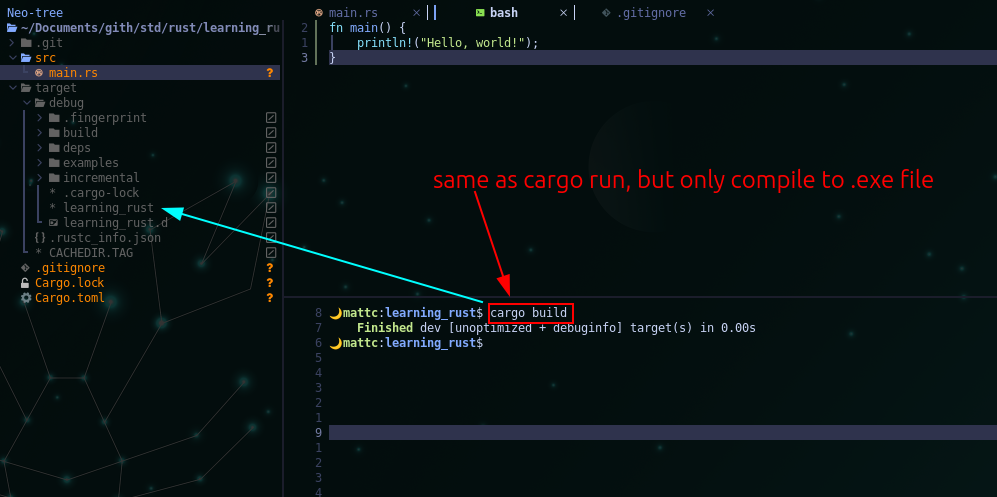 Neo-tree
~/Documents/gith/std/rust/learning_ru
.git
src
main.rs ?
target
debug
.fingerprint
build
deps
examples
incremental
* .cargo-lock
* learning_rust
learning_rust.d
{} .rustc_info.json
* CACHEDIR.TAG
.gitignore ?
Cargo.lock ?
Cargo.toml ?
main.rs × bash × .gitignore ×
2 fn main() {
1 println!("Hello, world!");
3 }
same as cargo run, but only compile to .exe file
8 mattc:learning_rust$ cargo build
7 Finished dev [unoptimized + debuginfo] target(s) in 0.00s
6 mattc:learning_rust$
5
4
3
2
1
9
1
2
3
4